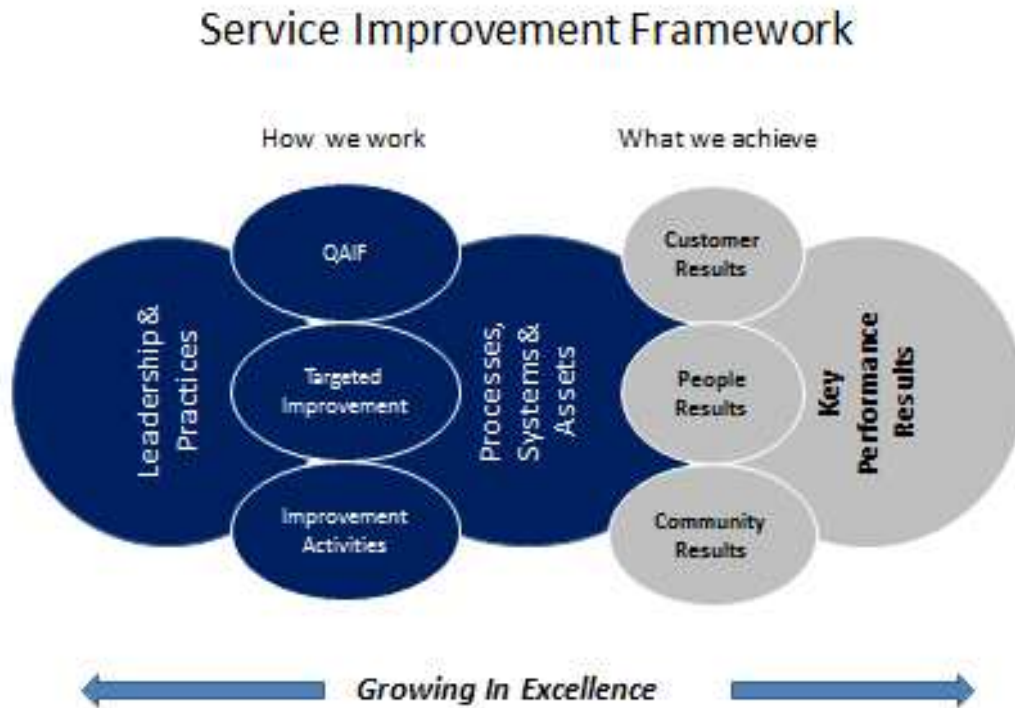 Service Improvement Framework
How we work
What we achieve
Leadership &
Practices
QAIF
Targeted
Improvement
Improvement
Activities
Processes,
Systems &
Assets
Customer
Results
People
Results
Community
Results
Key
Performance
Results
Growing In Excellence